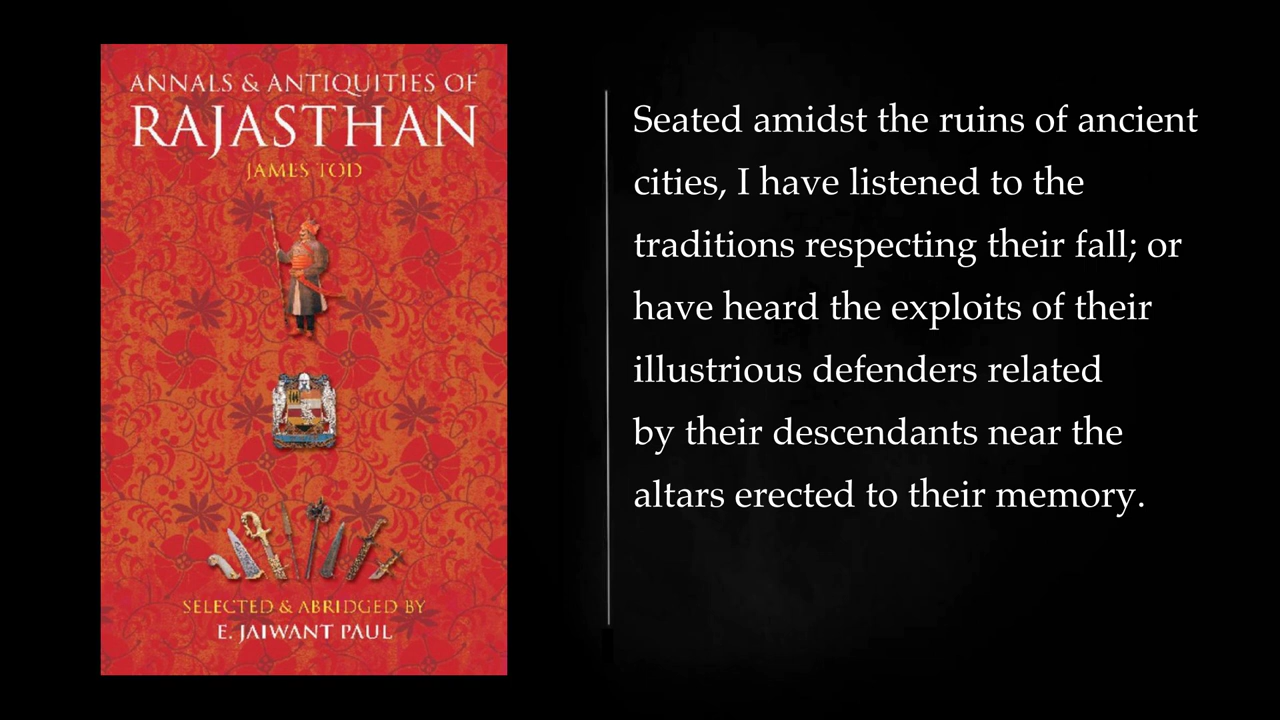 ANNALS & ANTIQUITIES OF
RAJASTHAN
JAMES TOD
SELECTED & ABRIDGED BY
E. JAIWANT PAUL
Seated amidst the ruins of ancient
cities, I have listened to the
traditions respecting their fall; or
have heard the exploits of their
illustrious defenders related
by their descendants near the
altars erected to their memory.